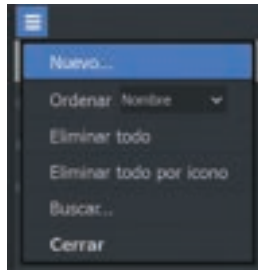 Nuevo...
Ordenar Nombre
Eliminar todo
Eliminar todo por icono
Buscar...
Cerrar